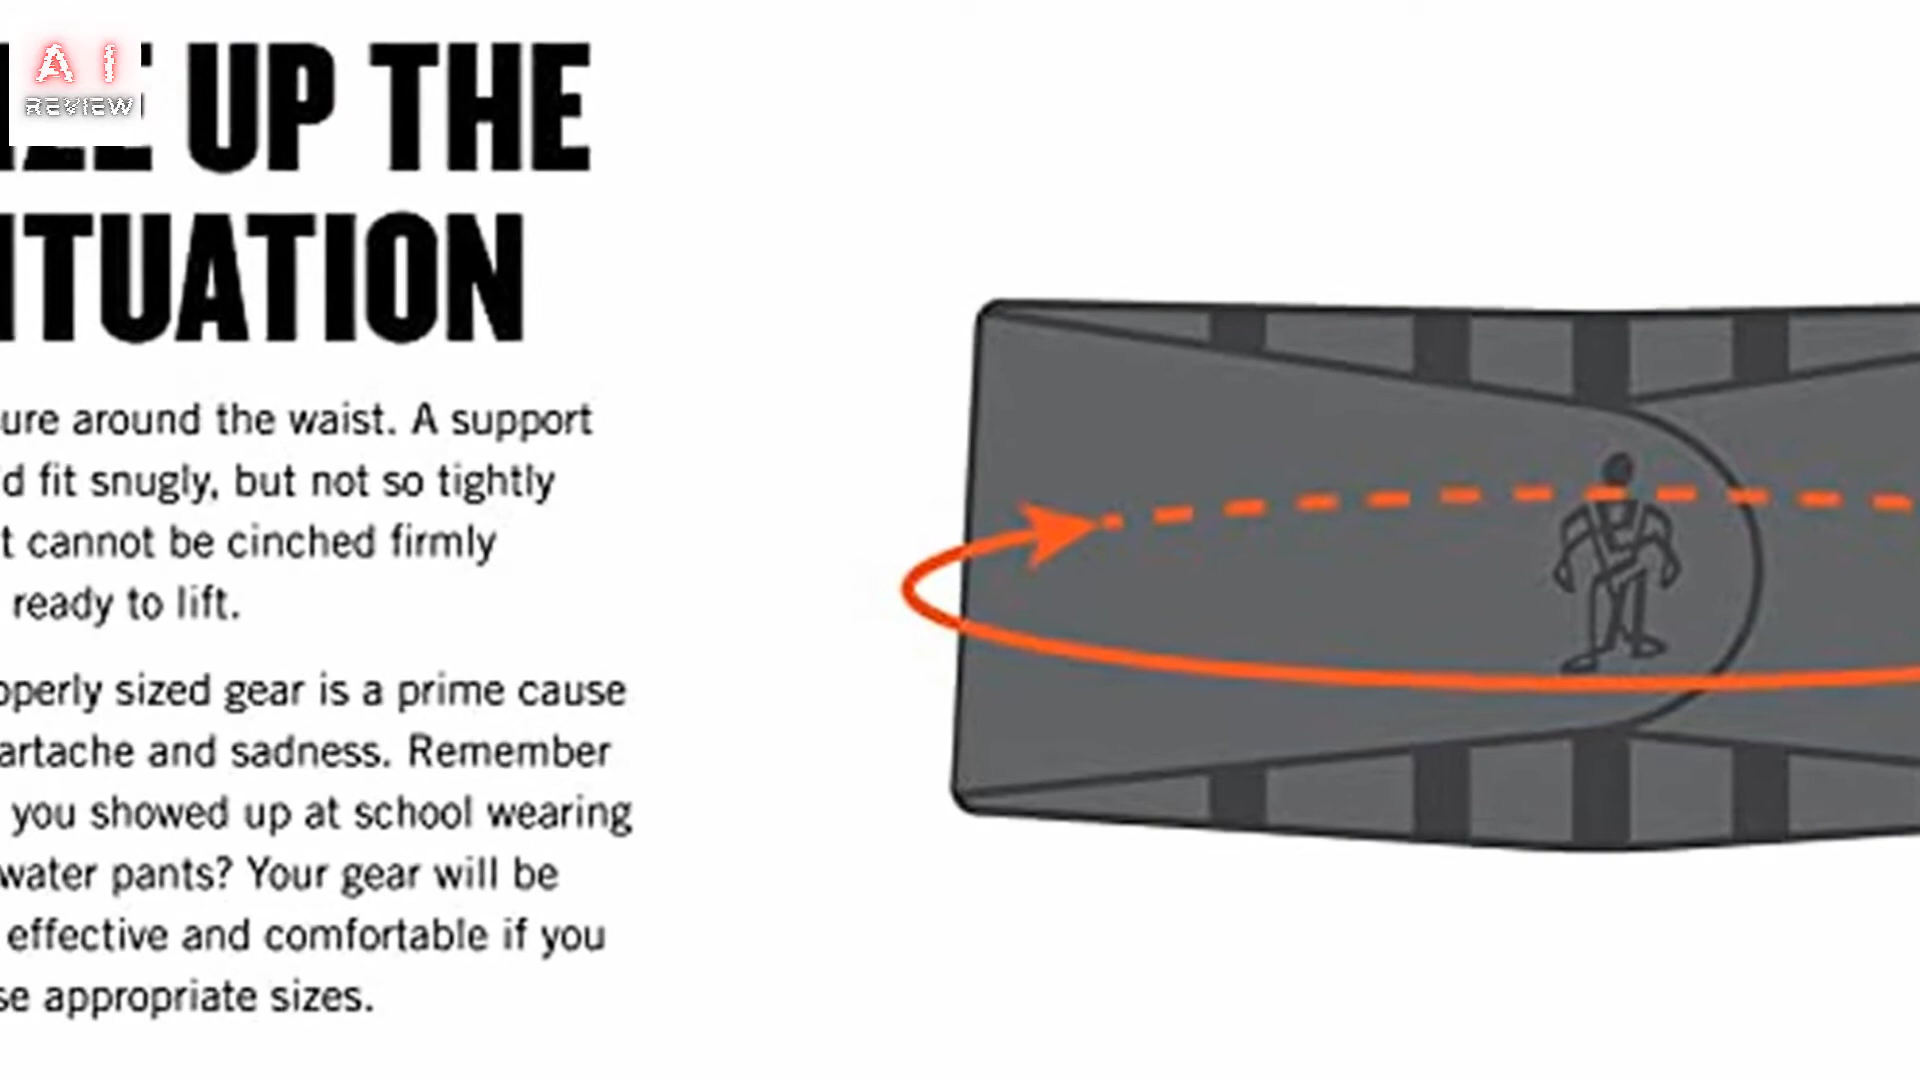 A I
REVIEW
UP THE
ITUATION
ure around the waist. A support
d fit snugly, but not so tightly
t cannot be cinched firmly
ready to lift.
operly sized gear is a prime cause
artache and sadness. Remember
you showed up at school wearing
water pants? Your gear will be
effective and comfortable if you
se appropriate sizes.